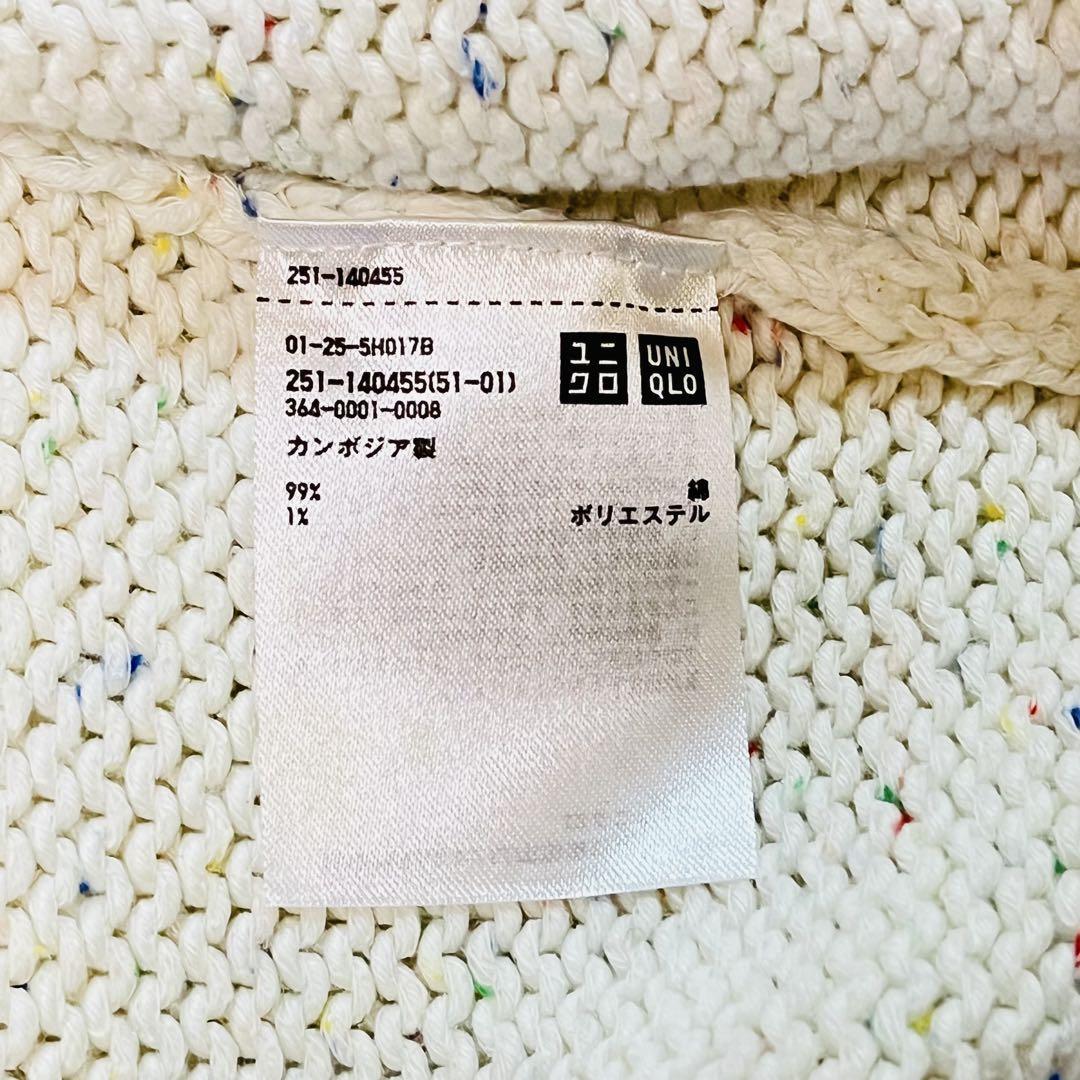 251-140455
01-25-5H017B
251-140455(51-01)
364-0001-0008
カンボジア製
ユニ
クロ
UNI
QLO
99% 綿
1% ポリエステル